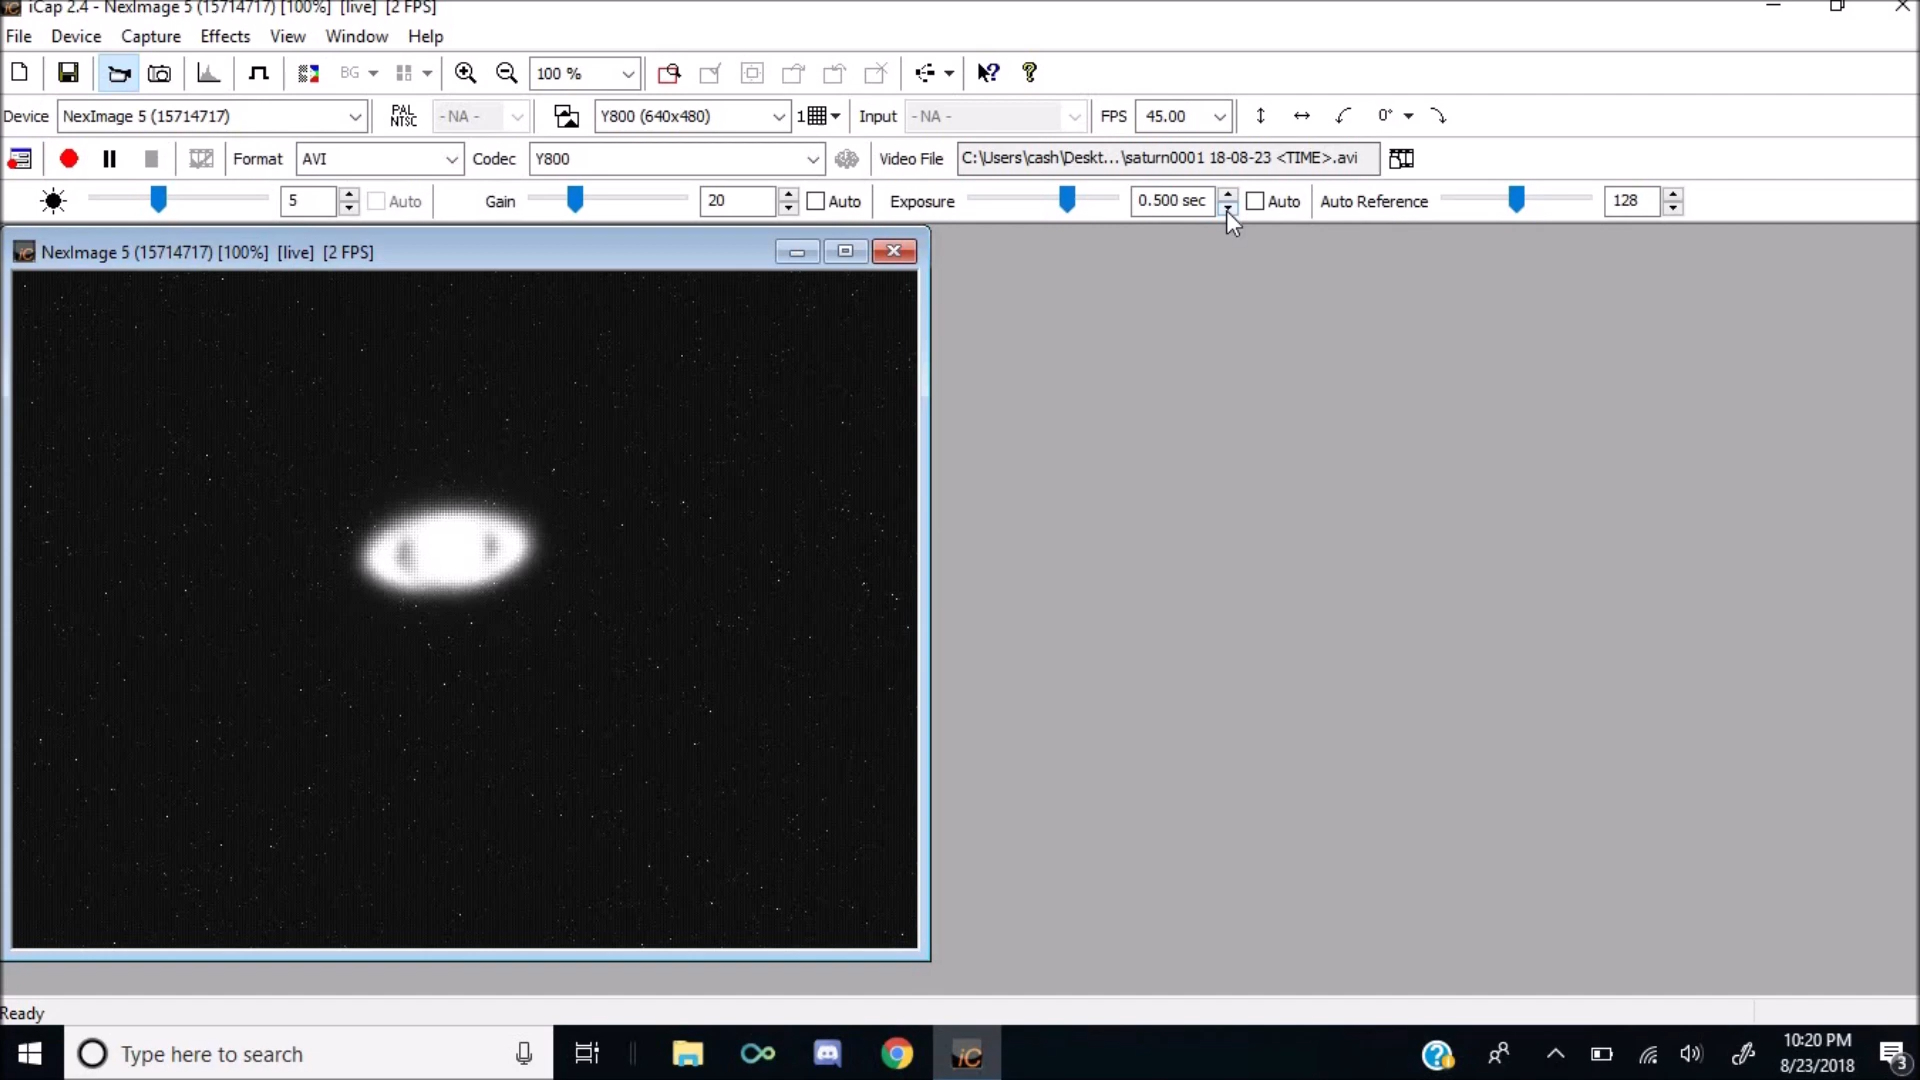 iCap 2.4 - NexImage 5 (15714717) [100%] [live] [2 FPS]
File Device Capture Effects View Window Help
BG 100 %
Device NexImage 5 (15714717) PAL NTSC - NA - Y800 (640x480) 1 Input - NA - FPS 45.00 0°
Format AVI Codec Y800 Video File C:\Users\cash\Deskt...\saturn0001 18-08-23 <TIME>.avi
5 Auto Gain 20 Auto Exposure 0.500 sec Auto Auto Reference 128
NexImage 5 (15714717) [100%] [live] [2 FPS]
Ready
Type here to search
10:20 PM
8/23/2018
3